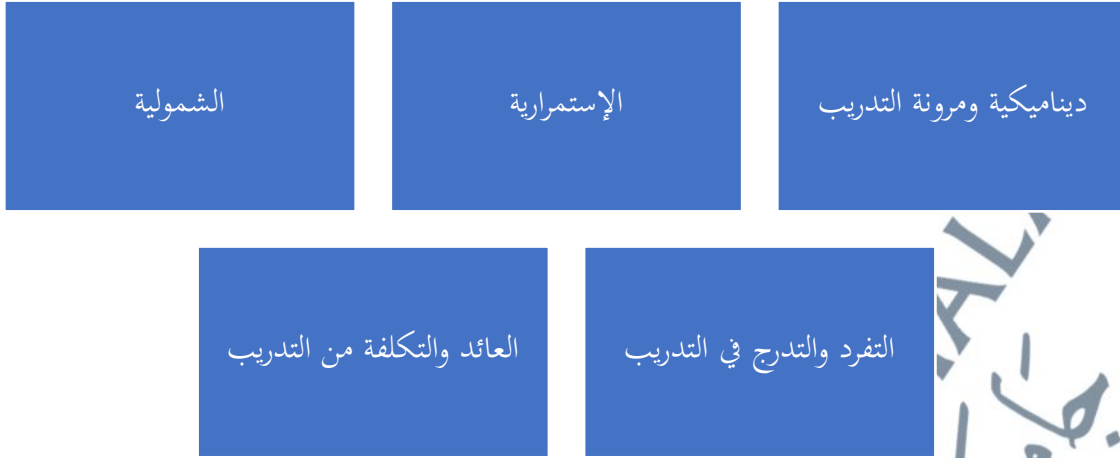 ديناميكية ومرونة التدريب
الإستمرارية
الشمولية
التفرد والتدرج في التدريب
العائد والتكلفة من التدريب